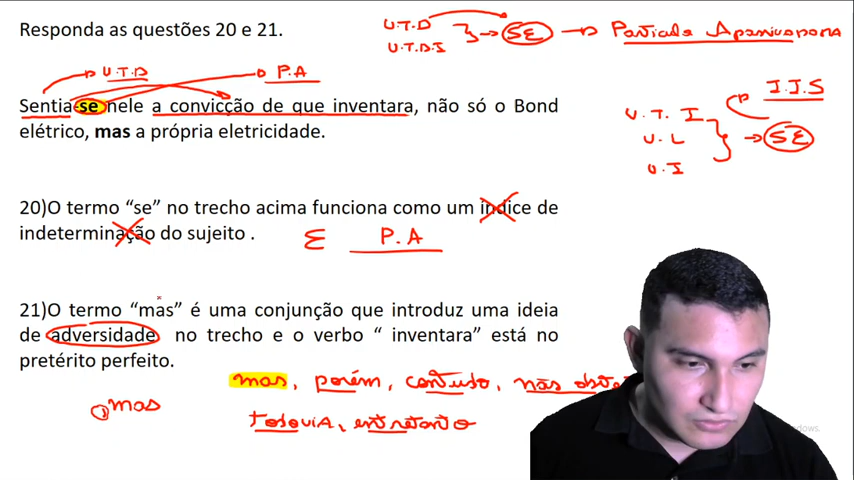 Responda as questões 20 e 21.
V.T.D
V.T.D.I
SE
Partícula Apassivadora
V.T.D
P.A
Sentia-se nele a convicção de que inventara, não só o Bond
elétrico, mas a própria eletricidade.
I.I.S
V.T. I
V.L
V.I
SE
20)O termo “se” no trecho acima funciona como um índice de
indeterminação do sujeito .
P.A
21)O termo “mas” é uma conjunção que introduz uma ideia
de adversidade no trecho e o verbo “ inventara” está no
pretérito perfeito.
mas, porém, contudo, não
todavia, entretanto
mas